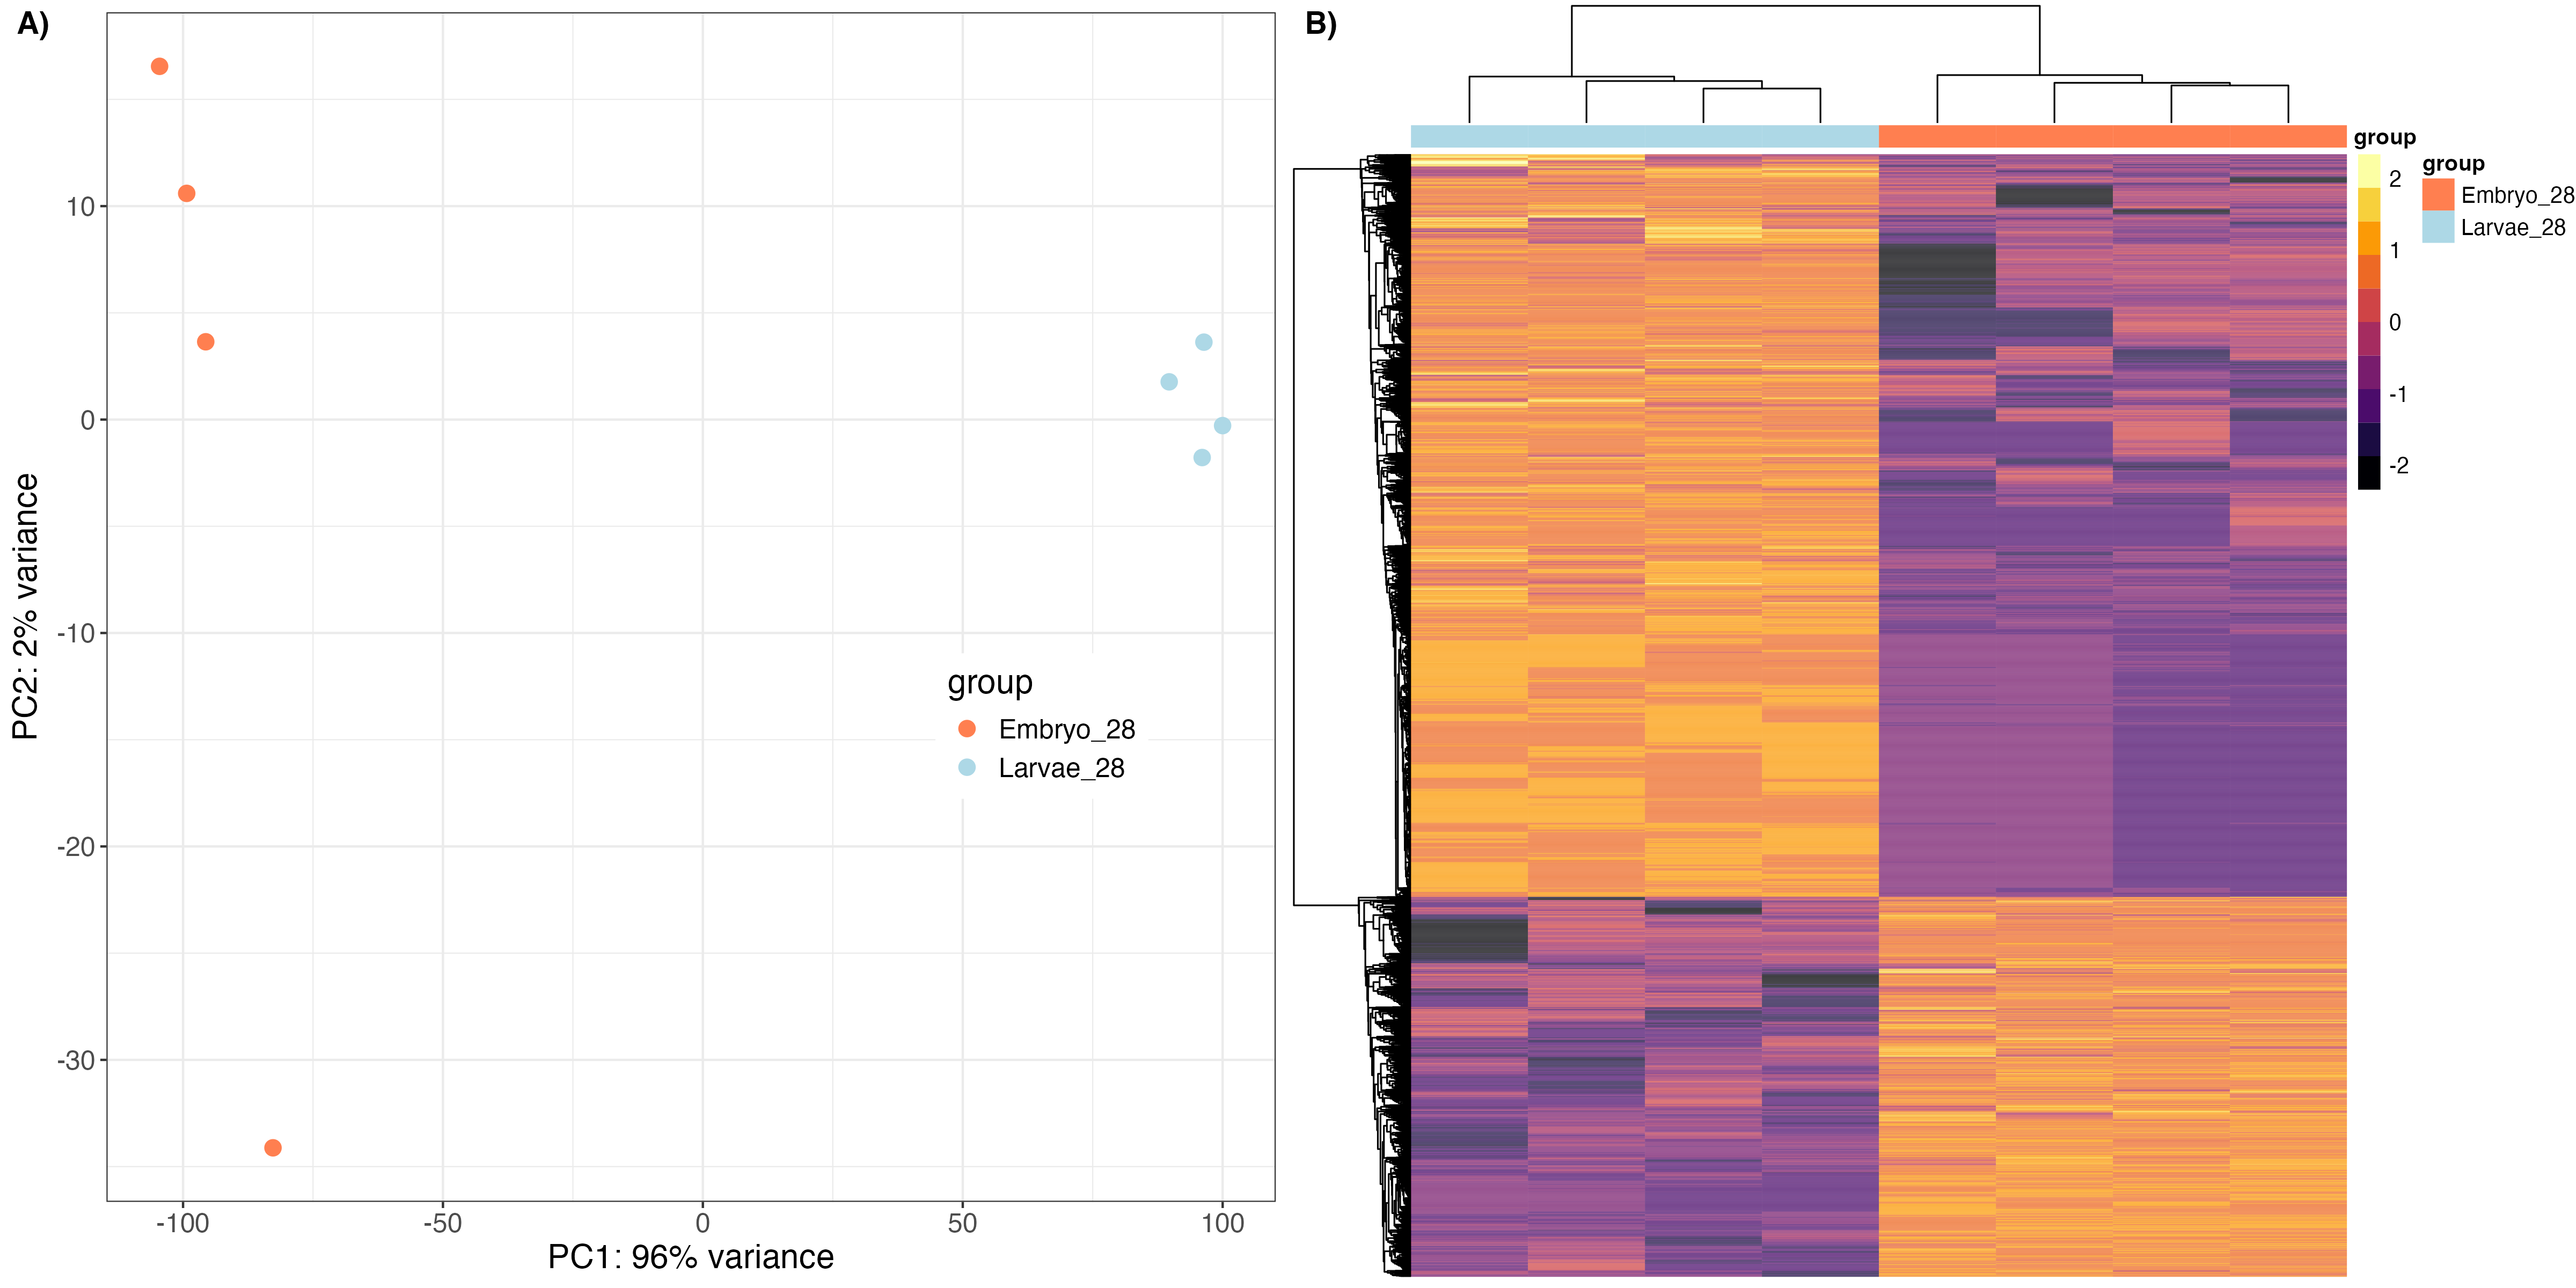 A)
PC2: 2% variance
10
0
-10
-20
-30
group
Embryo_28
Larvae_28
-100
-50
0
50
100
PC1: 96% variance
B)
group
2
1
0
-1
-2
group
Embryo_28
Larvae_28